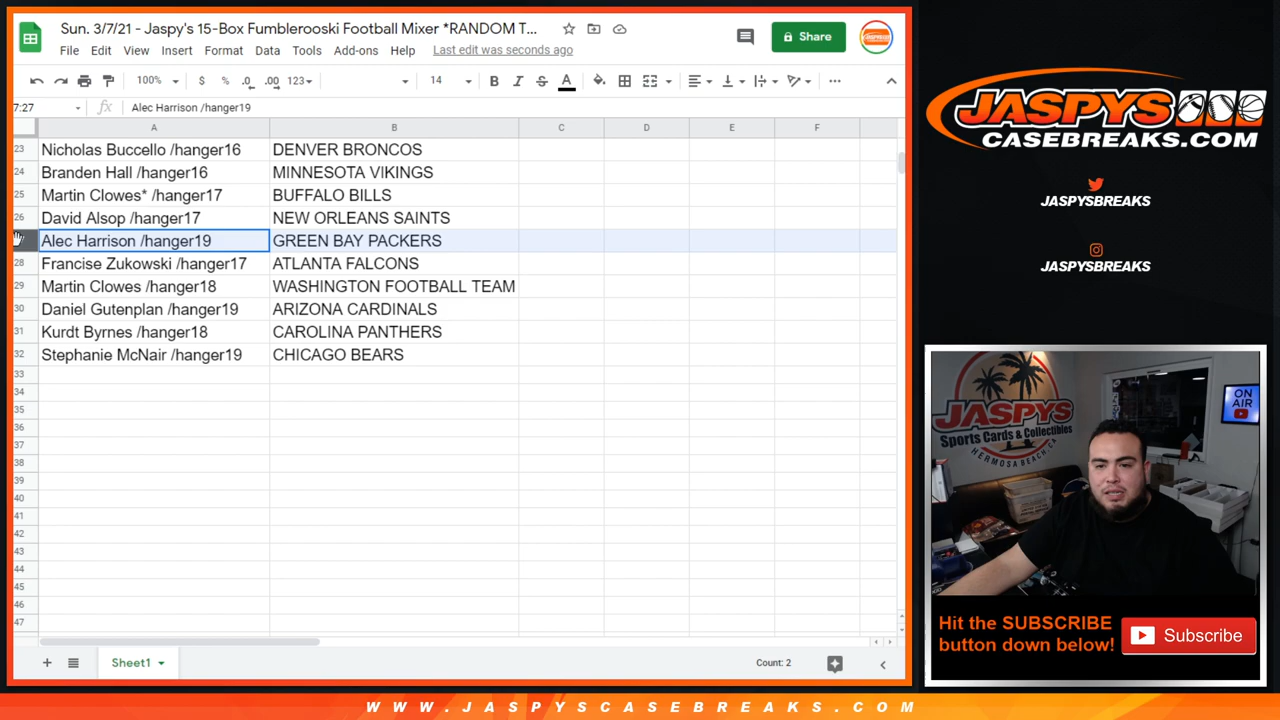 Sun. 3/7/21 - Jaspy's 15-Box Fumblerooski Football Mixer *RANDOM T...
File Edit View Insert Format Data Tools Add-ons Help Last edit was seconds ago
Share
100% $ % .0 .00 123 14 B I S A
7:27 fx Alec Harrison /hanger19
A B C D E F
23 Nicholas Buccello /hanger16 DENVER BRONCOS
24 Branden Hall /hanger16 MINNESOTA VIKINGS
25 Martin Clowes* /hanger17 BUFFALO BILLS
26 David Alsop /hanger17 NEW ORLEANS SAINTS
Alec Harrison /hanger19 GREEN BAY PACKERS
28 Francise Zukowski /hanger17 ATLANTA FALCONS
29 Martin Clowes /hanger18 WASHINGTON FOOTBALL TEAM
30 Daniel Gutenplan /hanger19 ARIZONA CARDINALS
31 Kurdt Byrnes /hanger18 CAROLINA PANTHERS
32 Stephanie McNair /hanger19 CHICAGO BEARS
33
34
35
36
37
38
39
40
41
42
43
44
45
46
47
Sheet1
Count: 2
JASPYS
CASEBREAKS.COM
JASPYSBREAKS
JASPYSBREAKS
JASPYS
Sports Cards & Collectibles
HERMOSA BEACH, CA
ON
AIR
Hit the SUBSCRIBE
button down below!
Subscribe
WWW.JASPYSCASEBREAKS.COM